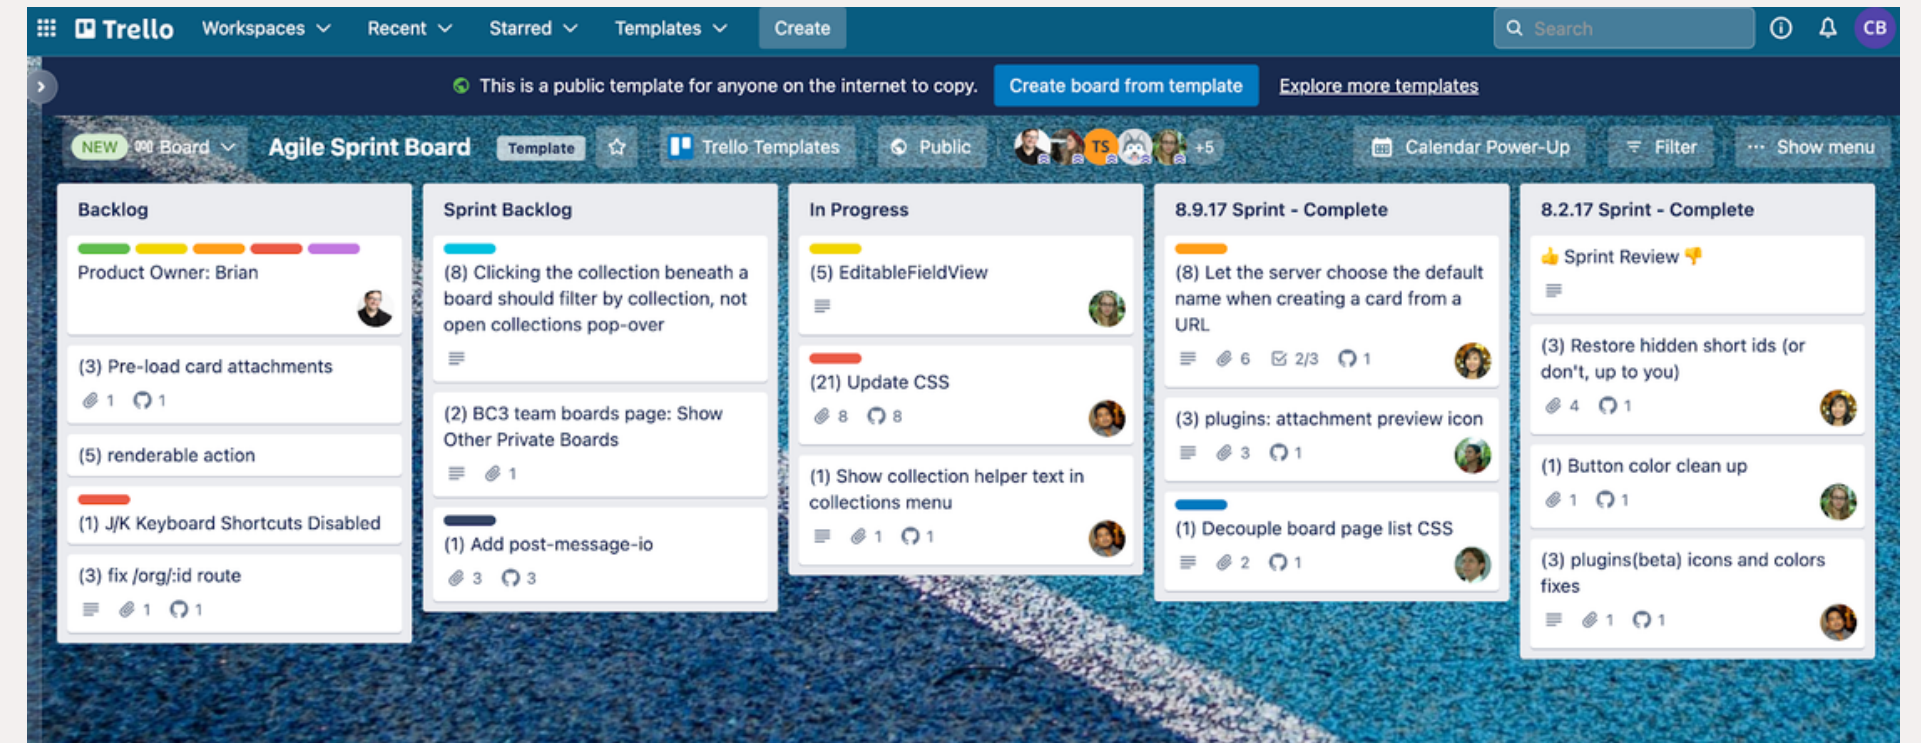 Trello Workspaces Recent Starred Templates Create Search CB
This is a public template for anyone on the internet to copy. Create board from template Explore more templates
NEW Board Agile Sprint Board Template Trello Templates Public TS +5 Calendar Power-Up Filter ··· Show menu
Backlog
Product Owner: Brian
(3) Pre-load card attachments
1 1
(5) renderable action
(1) J/K Keyboard Shortcuts Disabled
(3) fix /org/:id route
1 1
Sprint Backlog
(8) Clicking the collection beneath a
board should filter by collection, not
open collections pop-over
(2) BC3 team boards page: Show
Other Private Boards
1
(1) Add post-message-io
3 3
In Progress
(5) EditableFieldView
(21) Update CSS
8 8
(1) Show collection helper text in
collections menu
1 1
8.9.17 Sprint - Complete
(8) Let the server choose the default
name when creating a card from a
URL
6 2/3 1
(3) plugins: attachment preview icon
3 1
(1) Decouple board page list CSS
2 1
8.2.17 Sprint - Complete
👍 Sprint Review 👎
(3) Restore hidden short ids (or
don't, up to you)
4 1
(1) Button color clean up
1 1
(3) plugins(beta) icons and colors
fixes
1 1